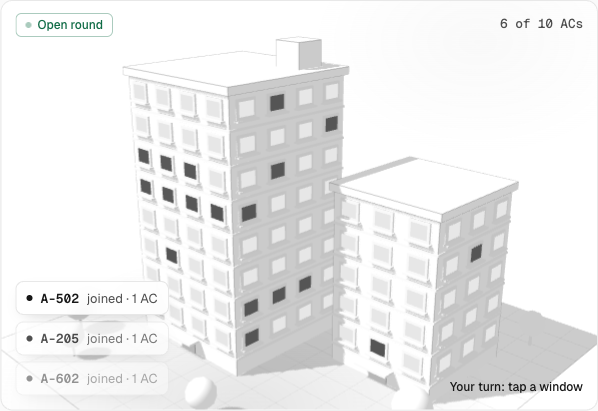 Open round
6 of 10 ACs
A-502 joined · 1 AC
A-205 joined · 1 AC
A-602 joined · 1 AC
Your turn: tap a window